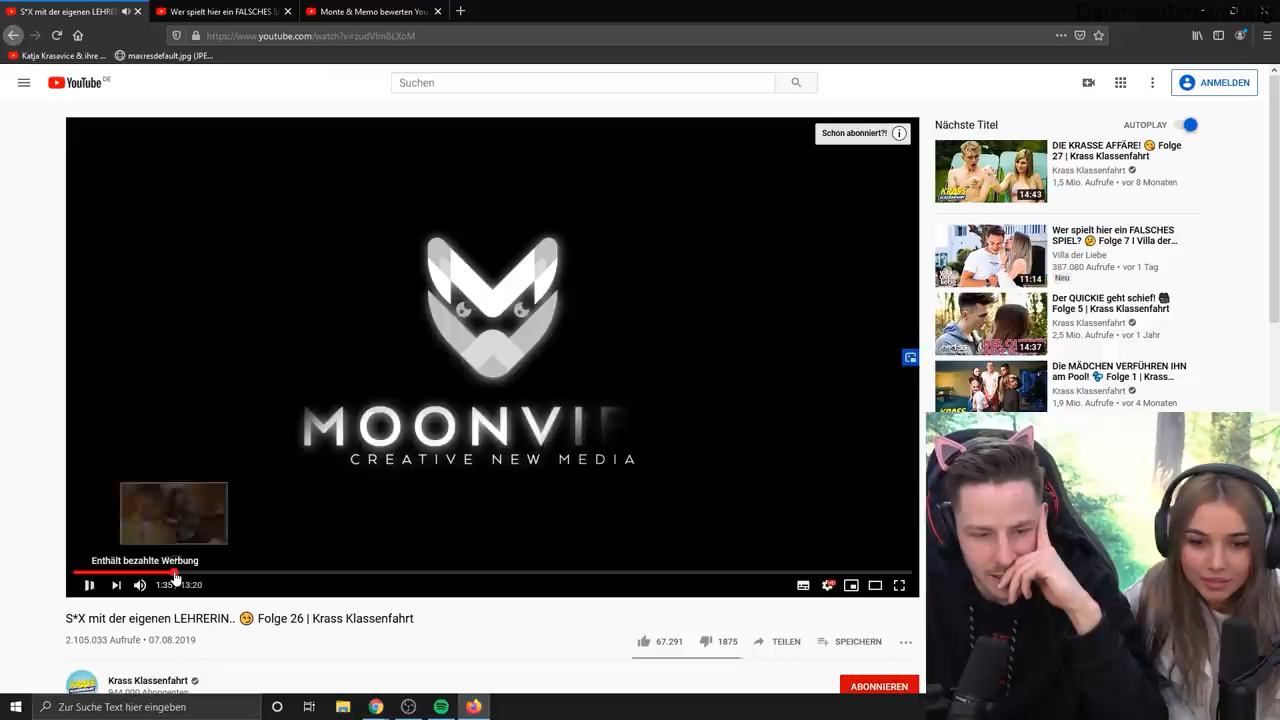 S*X mit der eigenen LEHRER
Wer spielt hier ein FALSCHES S
Monte & Memo bewerten You
https://www.youtube.com/watch?v=zudVlm8LXoM
Katja Krasavice & ihre ...
maxresdefault.jpg (JPE...
YouTube DE
Suchen
ANMELDEN
Schon abonniert?!
MOONVI
CREATIVE NEW MEDIA
Enthält bezahlte Werbung
1:35 / 13:20
S*X mit der eigenen LEHRERIN.. 😏 Folge 26 | Krass Klassenfahrt
2.105.033 Aufrufe • 07.08.2019
67.291
1875
TEILEN
SPEICHERN
Krass Klassenfahrt
944.000 Abonnenten
ABONNIEREN
Nächste Titel
AUTOPLAY
DIE KRASSE AFFÄRE! 😘 Folge
27 | Krass Klassenfahrt
Krass Klassenfahrt
1,5 Mio. Aufrufe • vor 8 Monaten
KRASS
KLASSENFAHRT
14:43
Wer spielt hier ein FALSCHES
SPIEL? 🤔 Folge 7 I Villa der...
Villa der Liebe
387.080 Aufrufe • vor 1 Tag
Neu
11:14
Der QUICKIE geht schief! 🙈
Folge 5 | Krass Klassenfahrt
Krass Klassenfahrt
2,5 Mio. Aufrufe • vor 1 Jahr
14:37
Die MÄDCHEN VERFÜHREN IHN
am Pool! 💦 Folge 1 | Krass...
Krass Klassenfahrt
1,9 Mio. Aufrufe • vor 4 Monaten
KRASS
Zur Suche Text hier eingeben